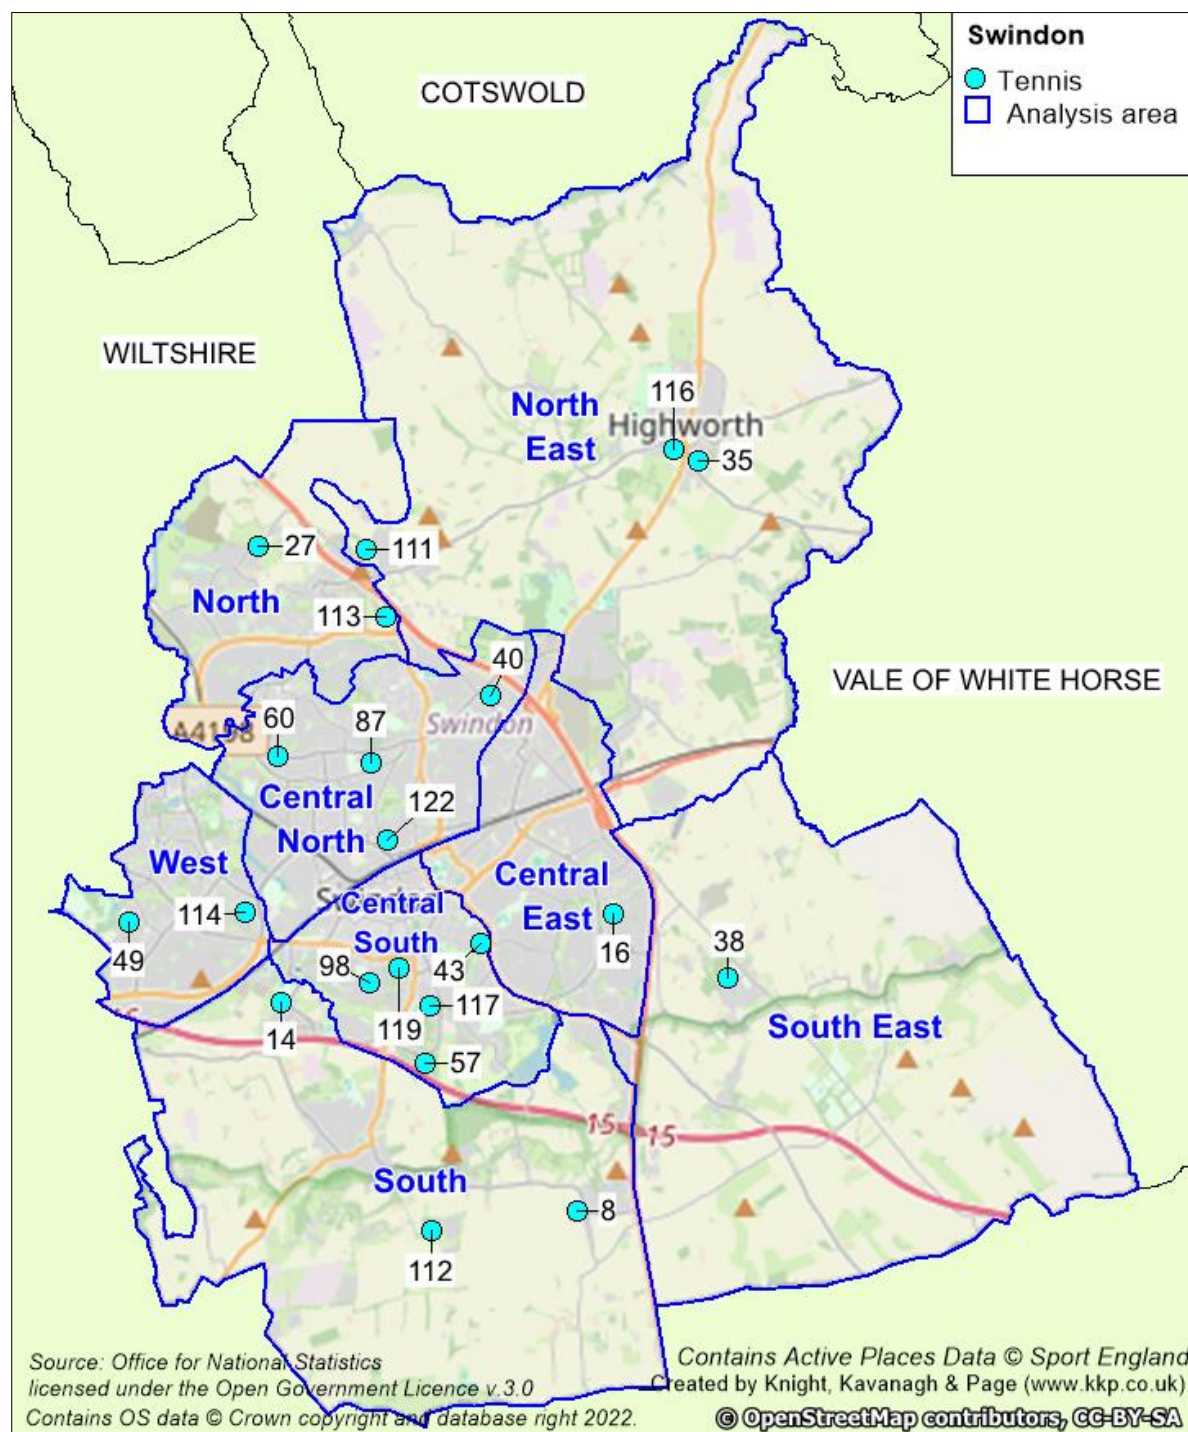 Swindon
Tennis
Analysis area
COTSWOLD
WILTSHIRE
116
North
East
Highworth
35
27
111
North
113
40
VALE OF WHITE HORSE
A4198
60
87
Swindon
Central
North
122
West
Central
East
114
Central
South
49
16
38
98
43
117
119
14
57
South East
15
15
South
8
112
Source: Office for National Statistics
licensed under the Open Government Licence v.3.0
Contains OS data © Crown copyright and database right 2022.
Contains Active Places Data © Sport England
Created by Knight, Kavanagh & Page (www.kkp.co.uk)
© OpenStreetMap contributors, CC-BY-SA